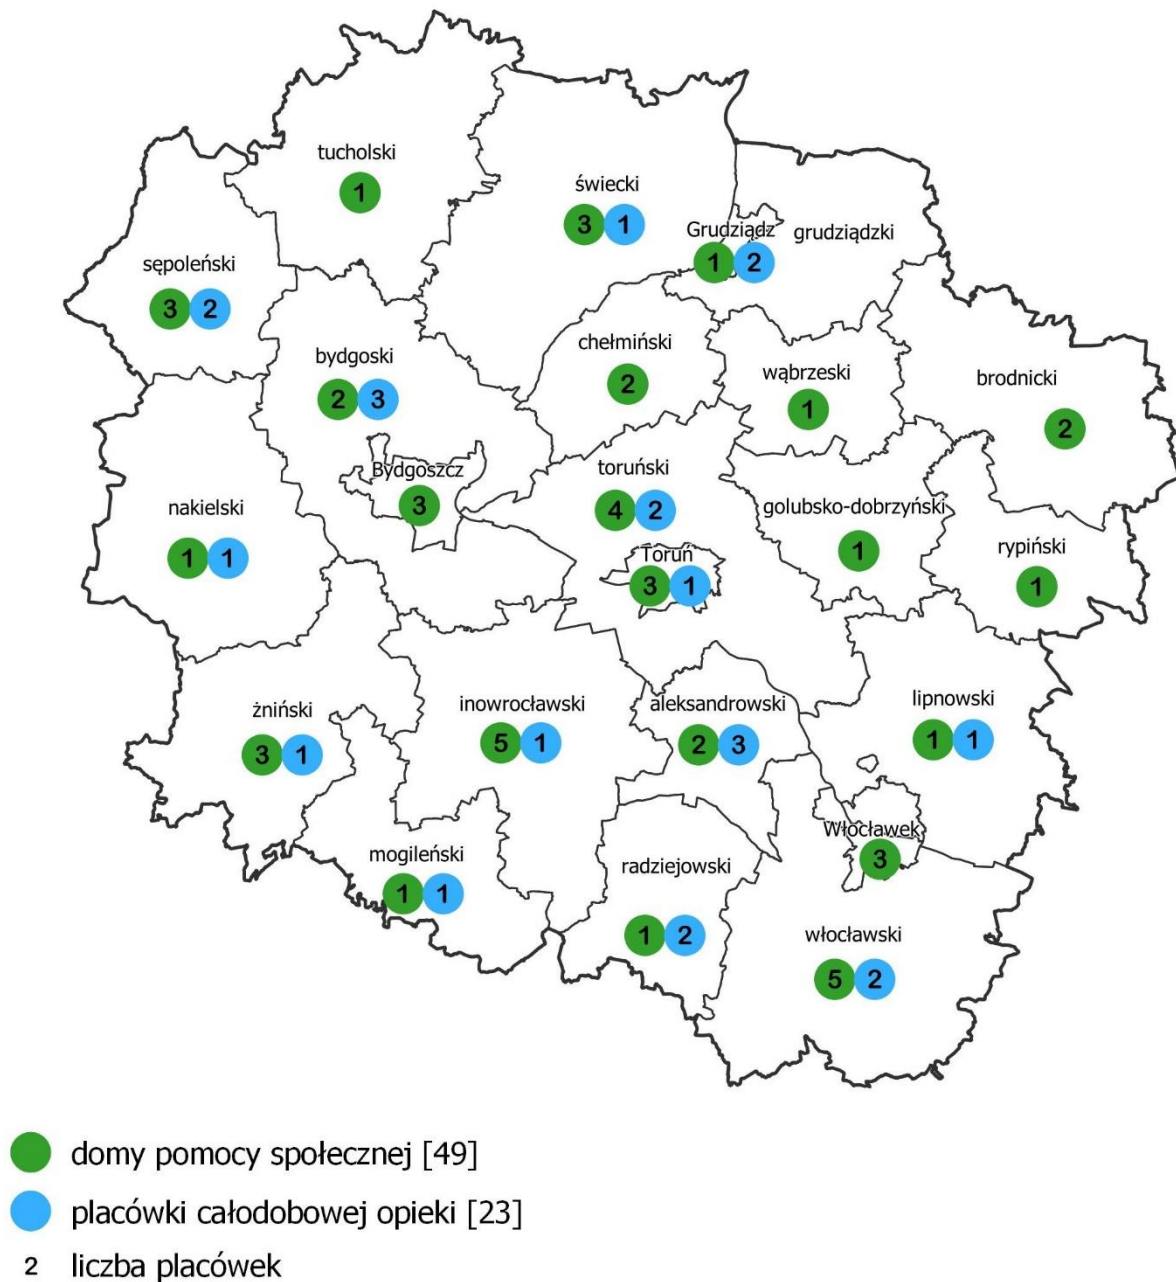 tucholski
1
świecki
3 1
Grudziądz
1 2
grudziądzki
sępoleński
3 2
bydgoski
2 3
chełmiński
2
wąbrzeski
1
brodnicki
2
Bydgoszcz
3
toruński
4 2
golubsko-dobrzyński
1
nakielski
1 1
Toruń
3 1
rypiński
1
żniński
3 1
inowrocławski
5 1
aleksandrowski
2 3
lipnowski
1 1
mogileński
1 1
radziejowski
1 2
Włocławek
3
włocławski
5 2
domy pomocy społecznej [49]
placówki całodobowej opieki [23]
2 liczba placówek